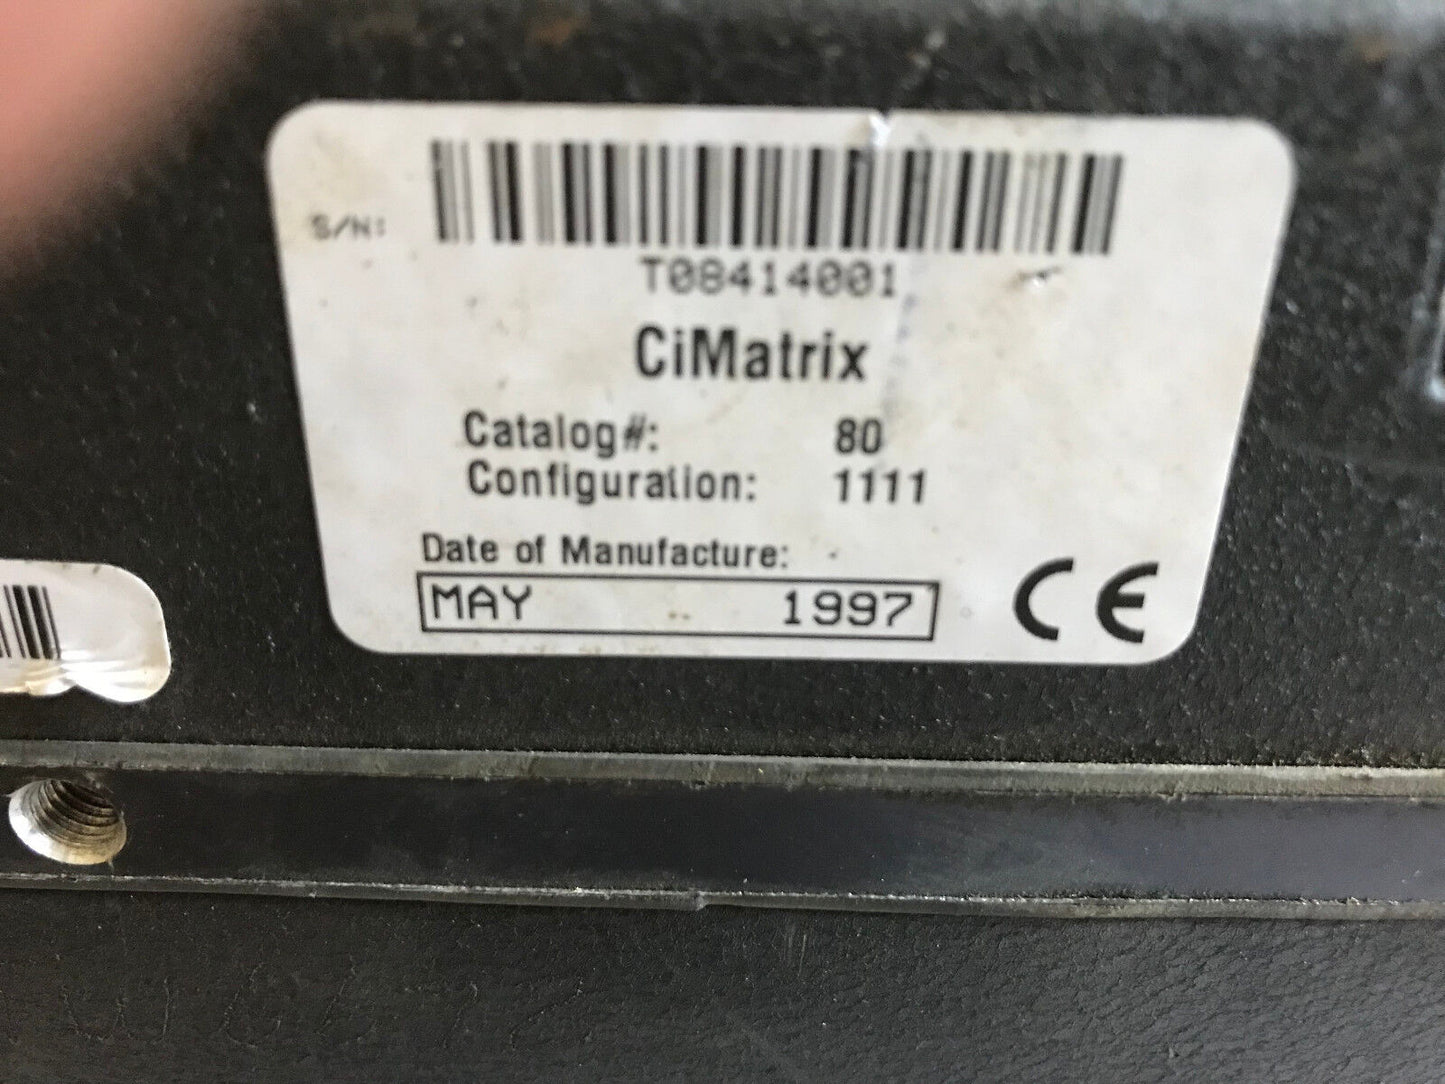 S/N:
T08414001
CiMatrix
Catalog#: 80
Configuration: 1111
Date of Manufacture:
MAY 1997
CE